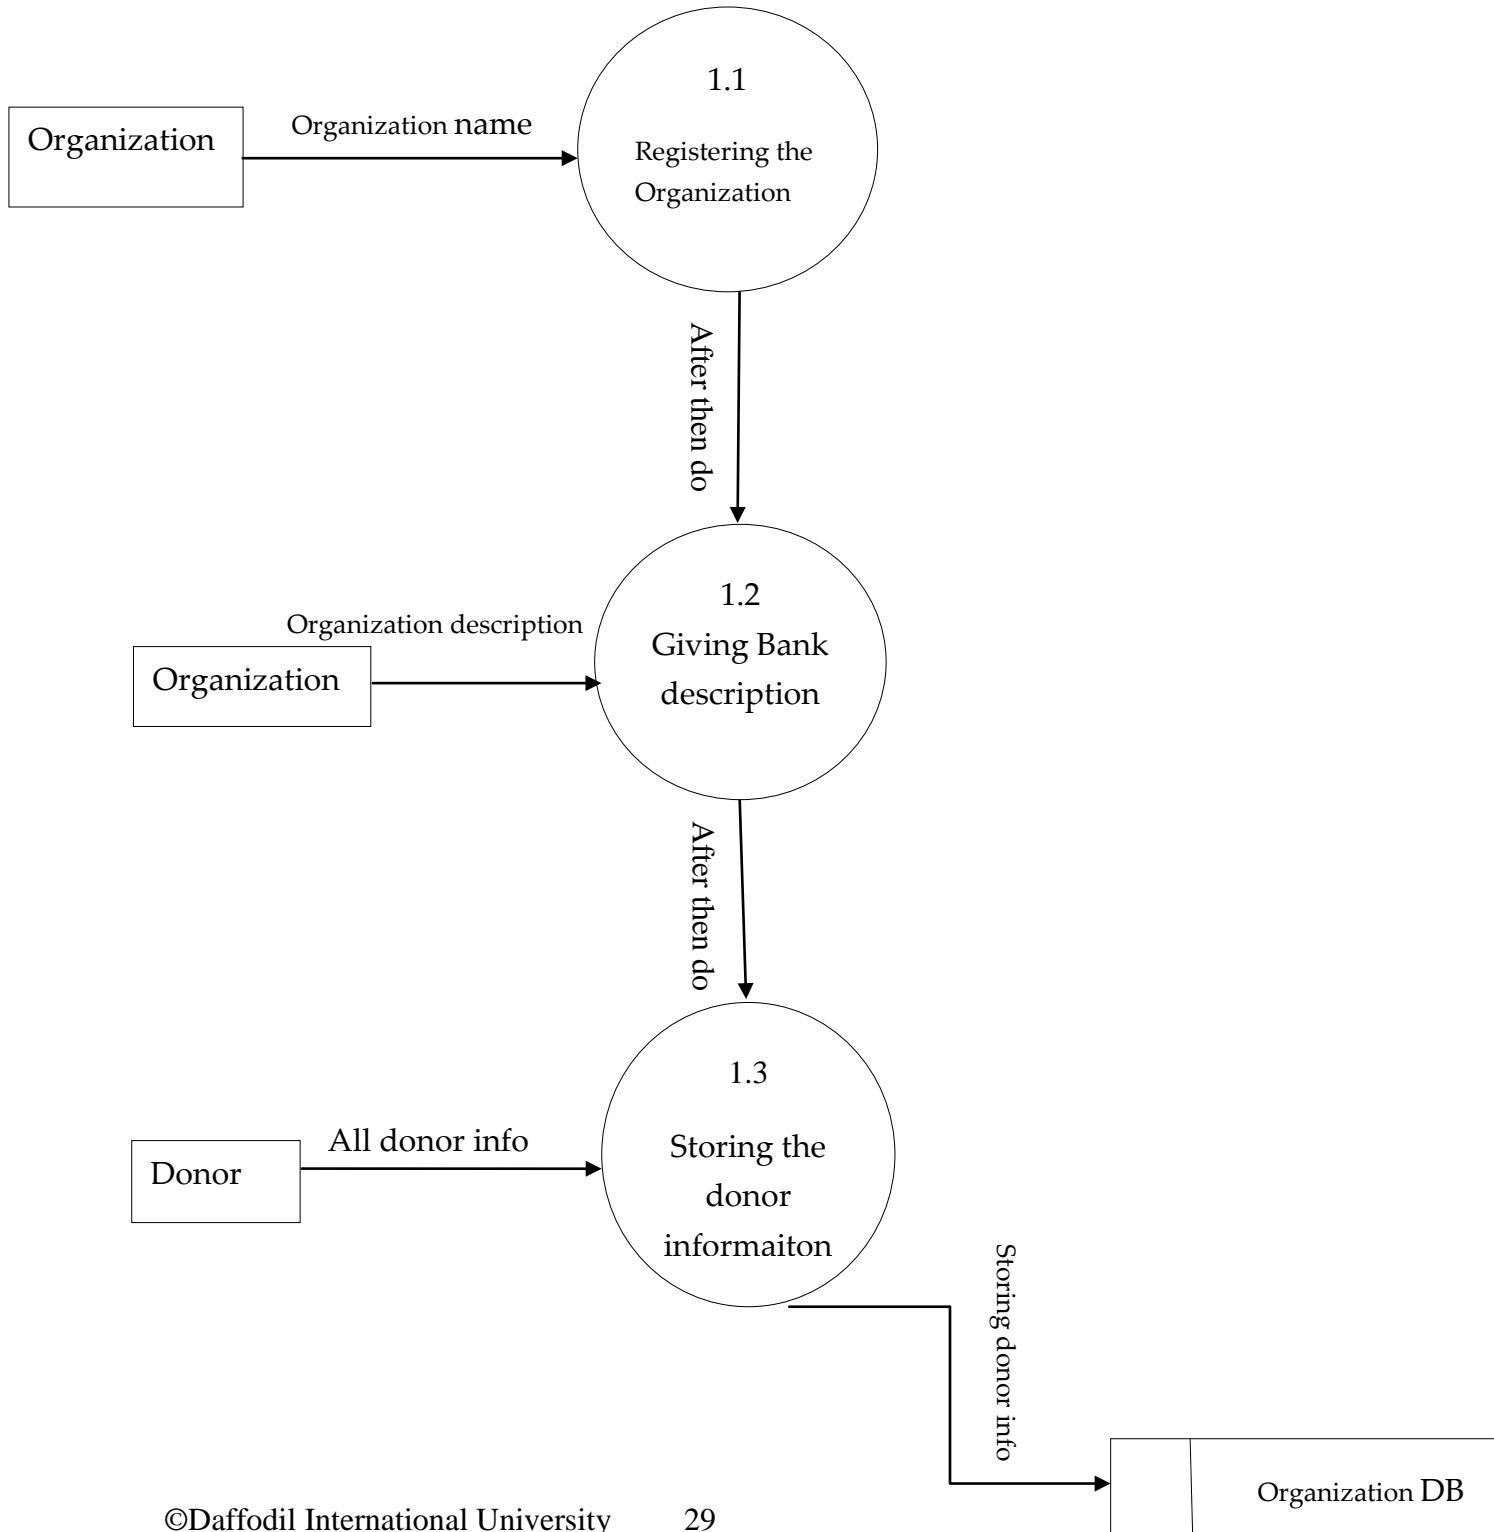 1.1
Organization
Organization name
Registering the
Organization
After then do
1.2
Organization description
Giving Bank
Organization
description
After then do
1.3
All donor info
Storing the
Donor
donor
informaiton
Storing donor info
Organization DB
©Daffodil International University 29